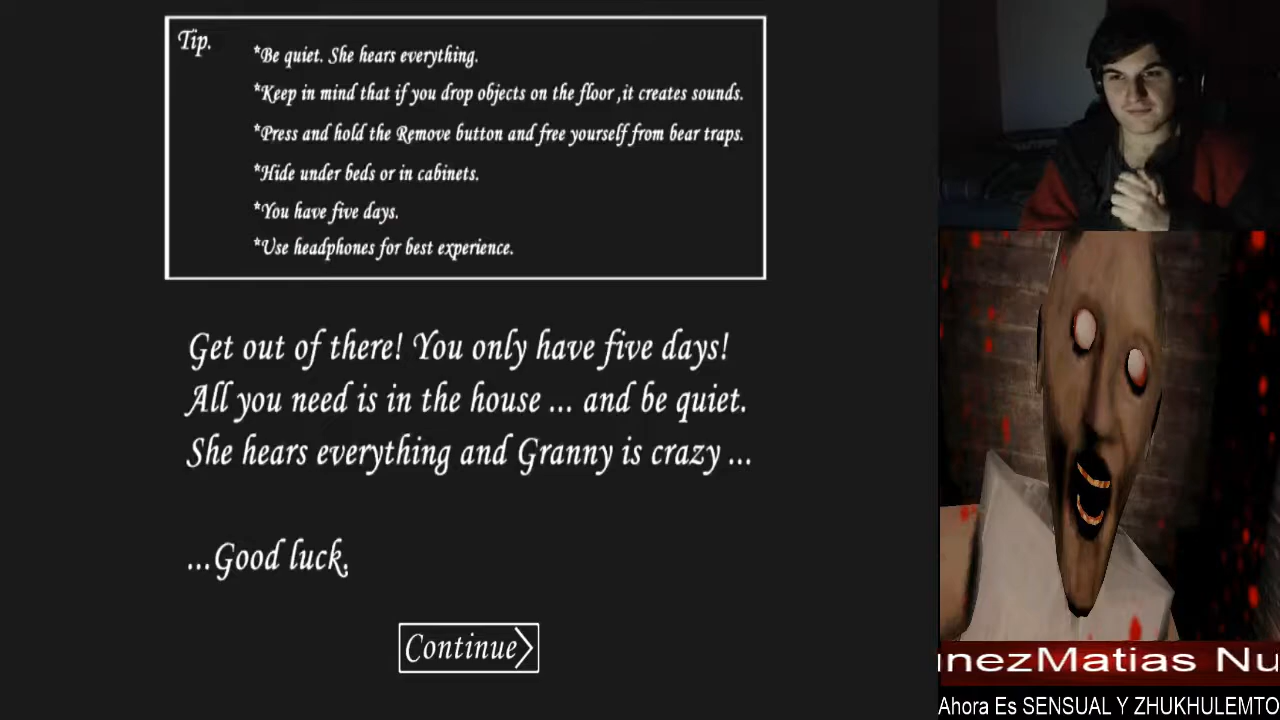 Tip.
*Be quiet. She hears everything.
*Keep in mind that if you drop objects on the floor ,it creates sounds.
*Press and hold the Remove button and free yourself from bear traps.
*Hide under beds or in cabinets.
*You have five days.
*Use headphones for best experience.
Get out of there! You only have five days!
All you need is in the house ... and be quiet.
She hears everything and Granny is crazy ...
...Good luck.
Continue>
nezMatias Nu
Ahora Es SENSUAL Y ZHUKHULEMTO